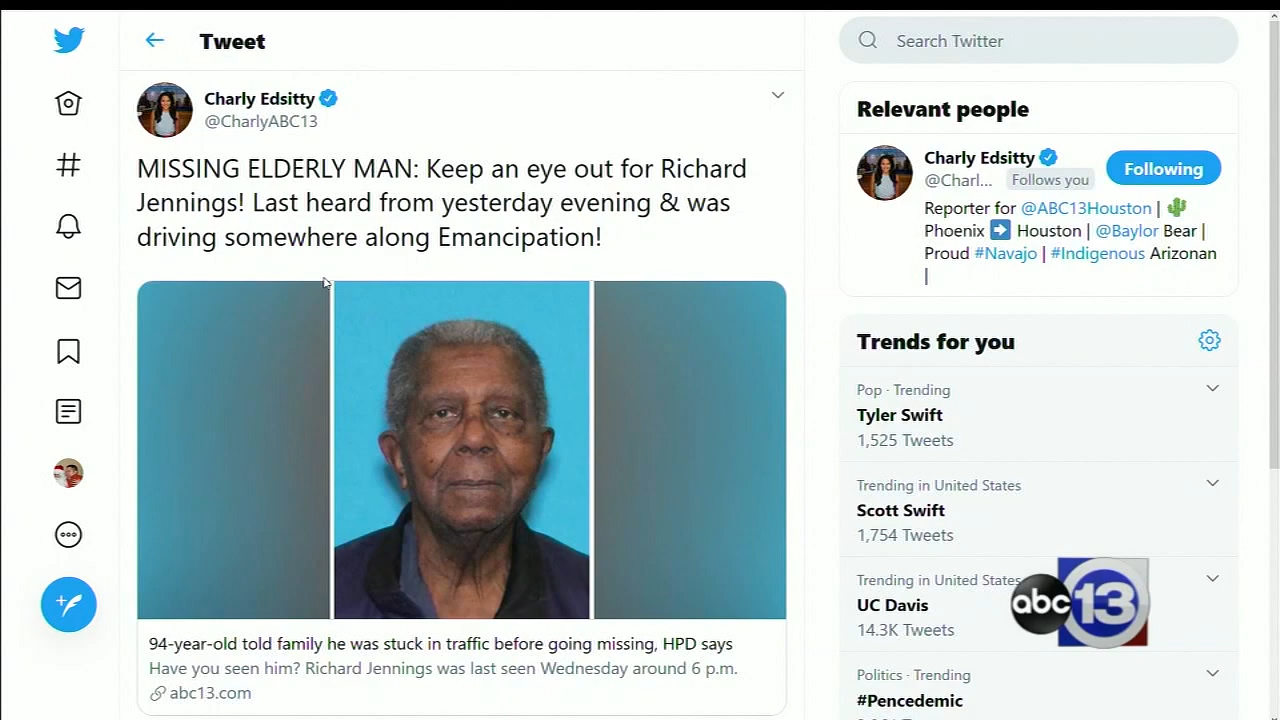 Tweet
Charly Edsitty
@CharlyABC13
MISSING ELDERLY MAN: Keep an eye out for Richard
Jennings! Last heard from yesterday evening & was
driving somewhere along Emancipation!
94-year-old told family he was stuck in traffic before going missing, HPD says
Have you seen him? Richard Jennings was last seen Wednesday around 6 p.m.
abc13.com
Search Twitter
Relevant people
Charly Edsitty
@Charl... Follows you
Following
Reporter for @ABC13Houston |
Phoenix ➡ Houston | @Baylor Bear |
Proud #Navajo | #Indigenous Arizonan
|
Trends for you
Pop · Trending
Tyler Swift
1,525 Tweets
Trending in United States
Scott Swift
1,754 Tweets
Trending in United States
UC Davis
14.3K Tweets
Politics · Trending
#Pencedemic
abc 13